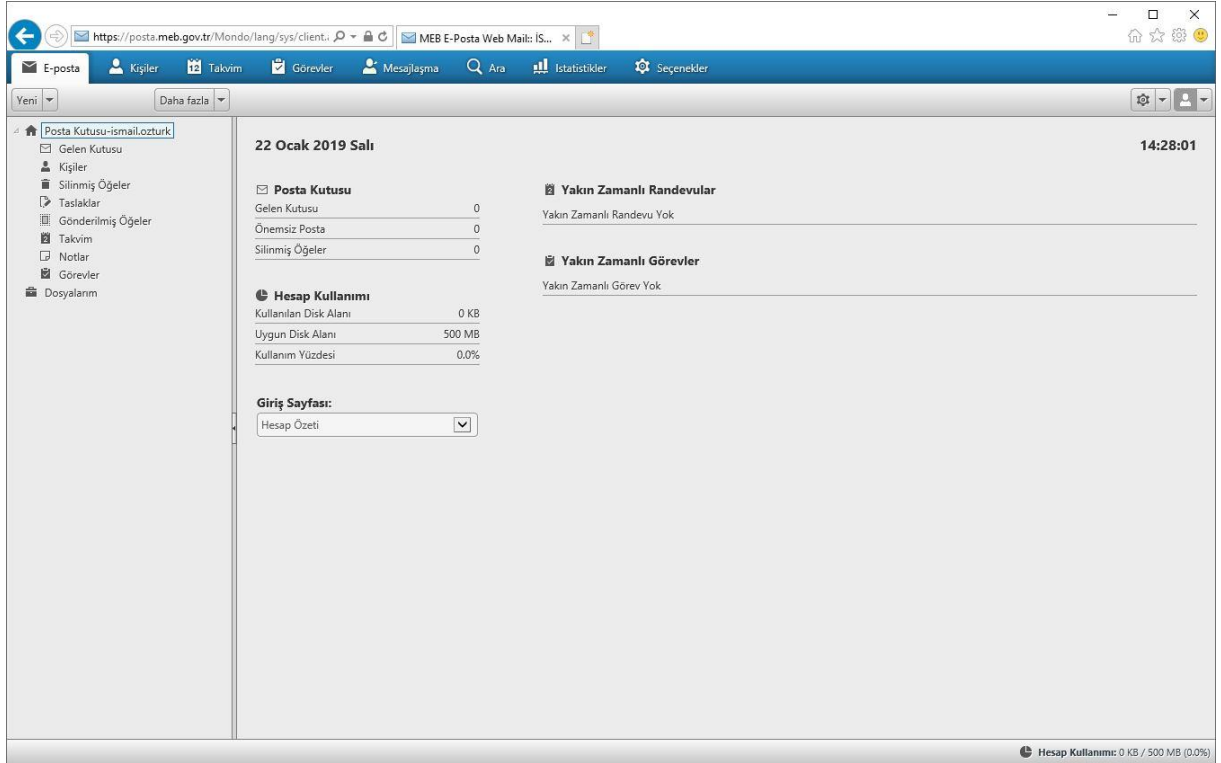 https://posta.meb.gov.tr/Mondo/lang/sys/client.
MEB E-Posta Web Mail:: İS...
E-posta
Kişiler
12 Takvim
Görevler
Mesajlaşma
Ara
Istatistikler
Seçenekler
Yeni
Daha fazla
Posta Kutusu-ismail.ozturk
Gelen Kutusu
Kişiler
Silinmiş Öğeler
Taslaklar
Gönderilmiş Öğeler
Takvim
Notlar
Görevler
Dosyalarım
22 Ocak 2019 Salı
14:28:01
Posta Kutusu
Gelen Kutusu 0
Önemsiz Posta 0
Silinmiş Öğeler 0
Hesap Kullanımı
Kullanılan Disk Alanı 0 KB
Uygun Disk Alanı 500 MB
Kullanım Yüzdesi 0.0%
Giriş Sayfası:
Hesap Özeti
Yakın Zamanlı Randevular
Yakın Zamanlı Randevu Yok
Yakın Zamanlı Görevler
Yakın Zamanlı Görev Yok
Hesap Kullanımı: 0 KB / 500 MB (0.0%)